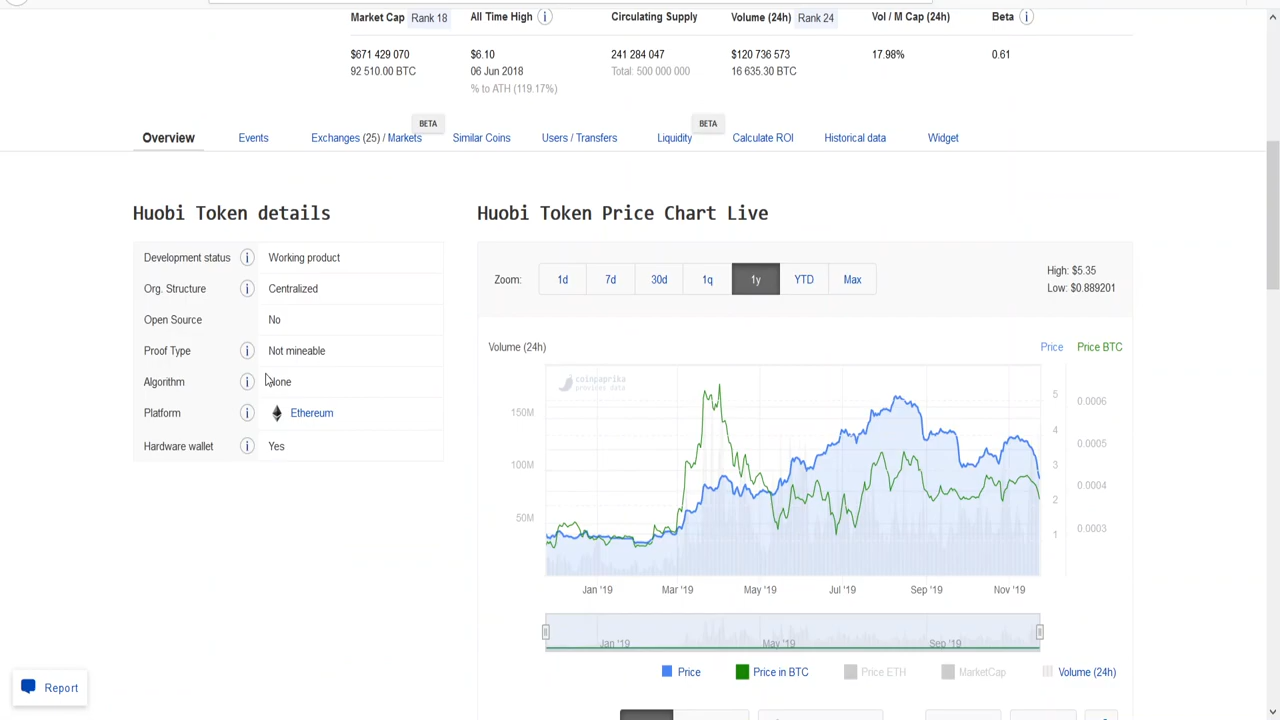 Market Cap Rank 18 All Time High i Circulating Supply Volume (24h) Rank 24 Vol / M Cap (24h) Beta i
$671 429 070 $6.10 241 284 047 $120 736 573 17.98% 0.61
92 510.00 BTC 06 Jun 2018 Total: 500 000 000 16 635.30 BTC
% to ATH (119.17%)
BETA BETA
Overview Events Exchanges (25) / Markets Similar Coins Users / Transfers Liquidity Calculate ROI Historical data Widget
Huobi Token details
Development status i Working product
Org. Structure i Centralized
Open Source No
Proof Type i Not mineable
Algorithm i None
Platform i Ethereum
Hardware wallet i Yes
Huobi Token Price Chart Live
Zoom: 1d 7d 30d 1q 1y YTD Max
High: $5.35
Low: $0.889201
Volume (24h) Price Price BTC
coinpaprika
provides data
150M 5 0.0006
4 0.0005
100M 3
2 0.0004
50M 1 0.0003
Jan '19 Mar '19 May '19 Jul '19 Sep '19 Nov '19
Jan '19 May '19 Sep '19
Price Price in BTC Price ETH MarketCap Volume (24h)
Report